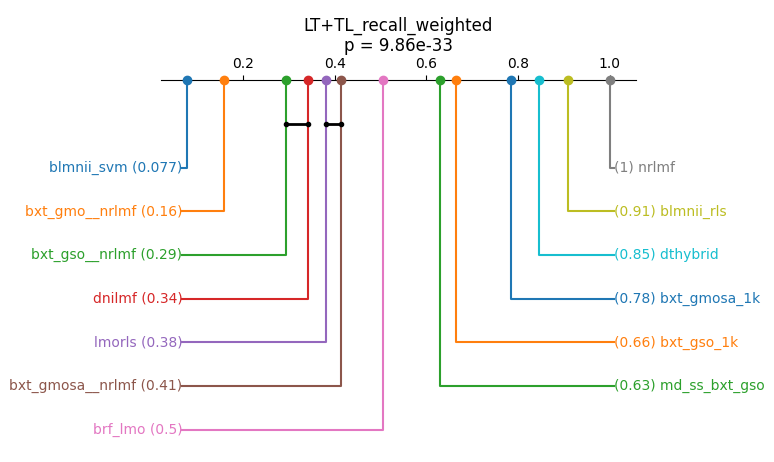 LT+TL_recall_weighted
p = 9.86e-33
0.2 0.4 0.6 0.8 1.0
blmnii_svm (0.077) (1) nrlmf
bxt_gmo__nrlmf (0.16) (0.91) blmnii_rls
bxt_gso__nrlmf (0.29) (0.85) dthybrid
dnilmf (0.34) (0.78) bxt_gmosa_1k
lmorls (0.38) (0.66) bxt_gso_1k
bxt_gmosa__nrlmf (0.41) (0.63) md_ss_bxt_gso
brf_lmo (0.5)